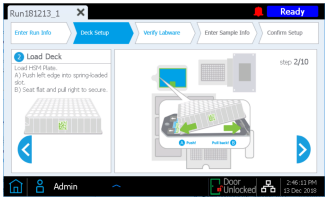 Run181213_1 X
Ready
Enter Run Info
Deck Setup
Verify Labware
Enter Sample Info
Confirm Setup
2 Load Deck
step 2/10
Load HSM Plate.
A) Push left edge into spring-loaded
slot.
B) Seat flat and pull right to secure.
A Push!
Pull back! B
Admin
Door
Unlocked
2:46:11 PM
13 Dec 2018